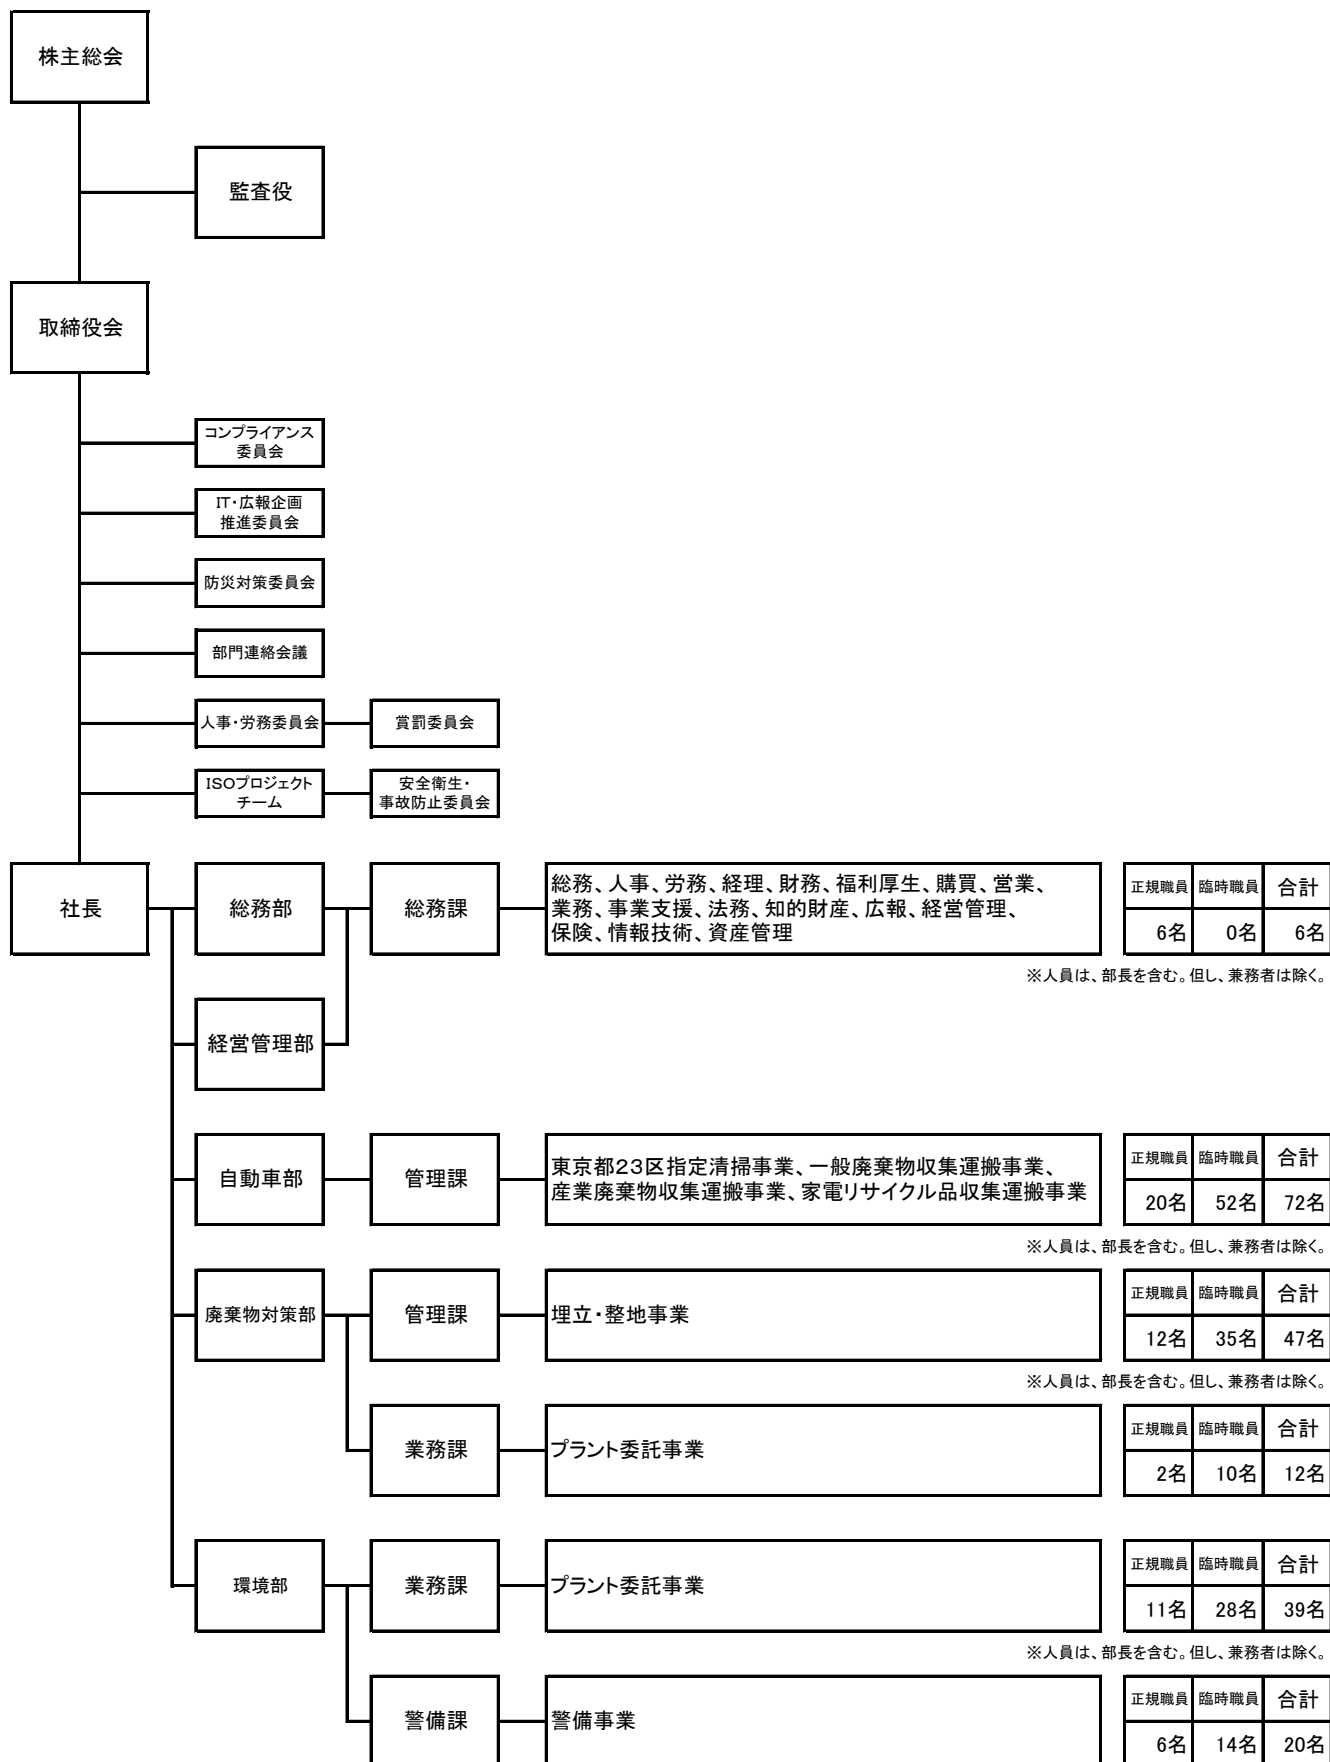 株主総会
監査役
取締役会
コンプライアンス
委員会
IT・広報企画
推進委員会
防災対策委員会
部門連絡会議
人事・労務委員会
賞罰委員会
ISOプロジェクト
チーム
安全衛生・
事故防止委員会
社長
総務部
総務課
総務、人事、労務、経理、財務、福利厚生、購買、営業、
業務、事業支援、法務、知的財産、広報、経営管理、
保険、情報技術、資産管理
正規職員 臨時職員 合計
6名 0名 6名
※人員は、部長を含む。但し、兼務者は除く。
経営管理部
自動車部
管理課
東京都23区指定清掃事業、一般廃棄物収集運搬事業、
産業廃棄物収集運搬事業、家電リサイクル品収集運搬事業
正規職員 臨時職員 合計
20名 52名 72名
※人員は、部長を含む。但し、兼務者は除く。
廃棄物対策部
管理課
埋立・整地事業
正規職員 臨時職員 合計
12名 35名 47名
※人員は、部長を含む。但し、兼務者は除く。
業務課
プラント委託事業
正規職員 臨時職員 合計
2名 10名 12名
環境部
業務課
プラント委託事業
正規職員 臨時職員 合計
11名 28名 39名
※人員は、部長を含む。但し、兼務者は除く。
警備課
警備事業
正規職員 臨時職員 合計
6名 14名 20名